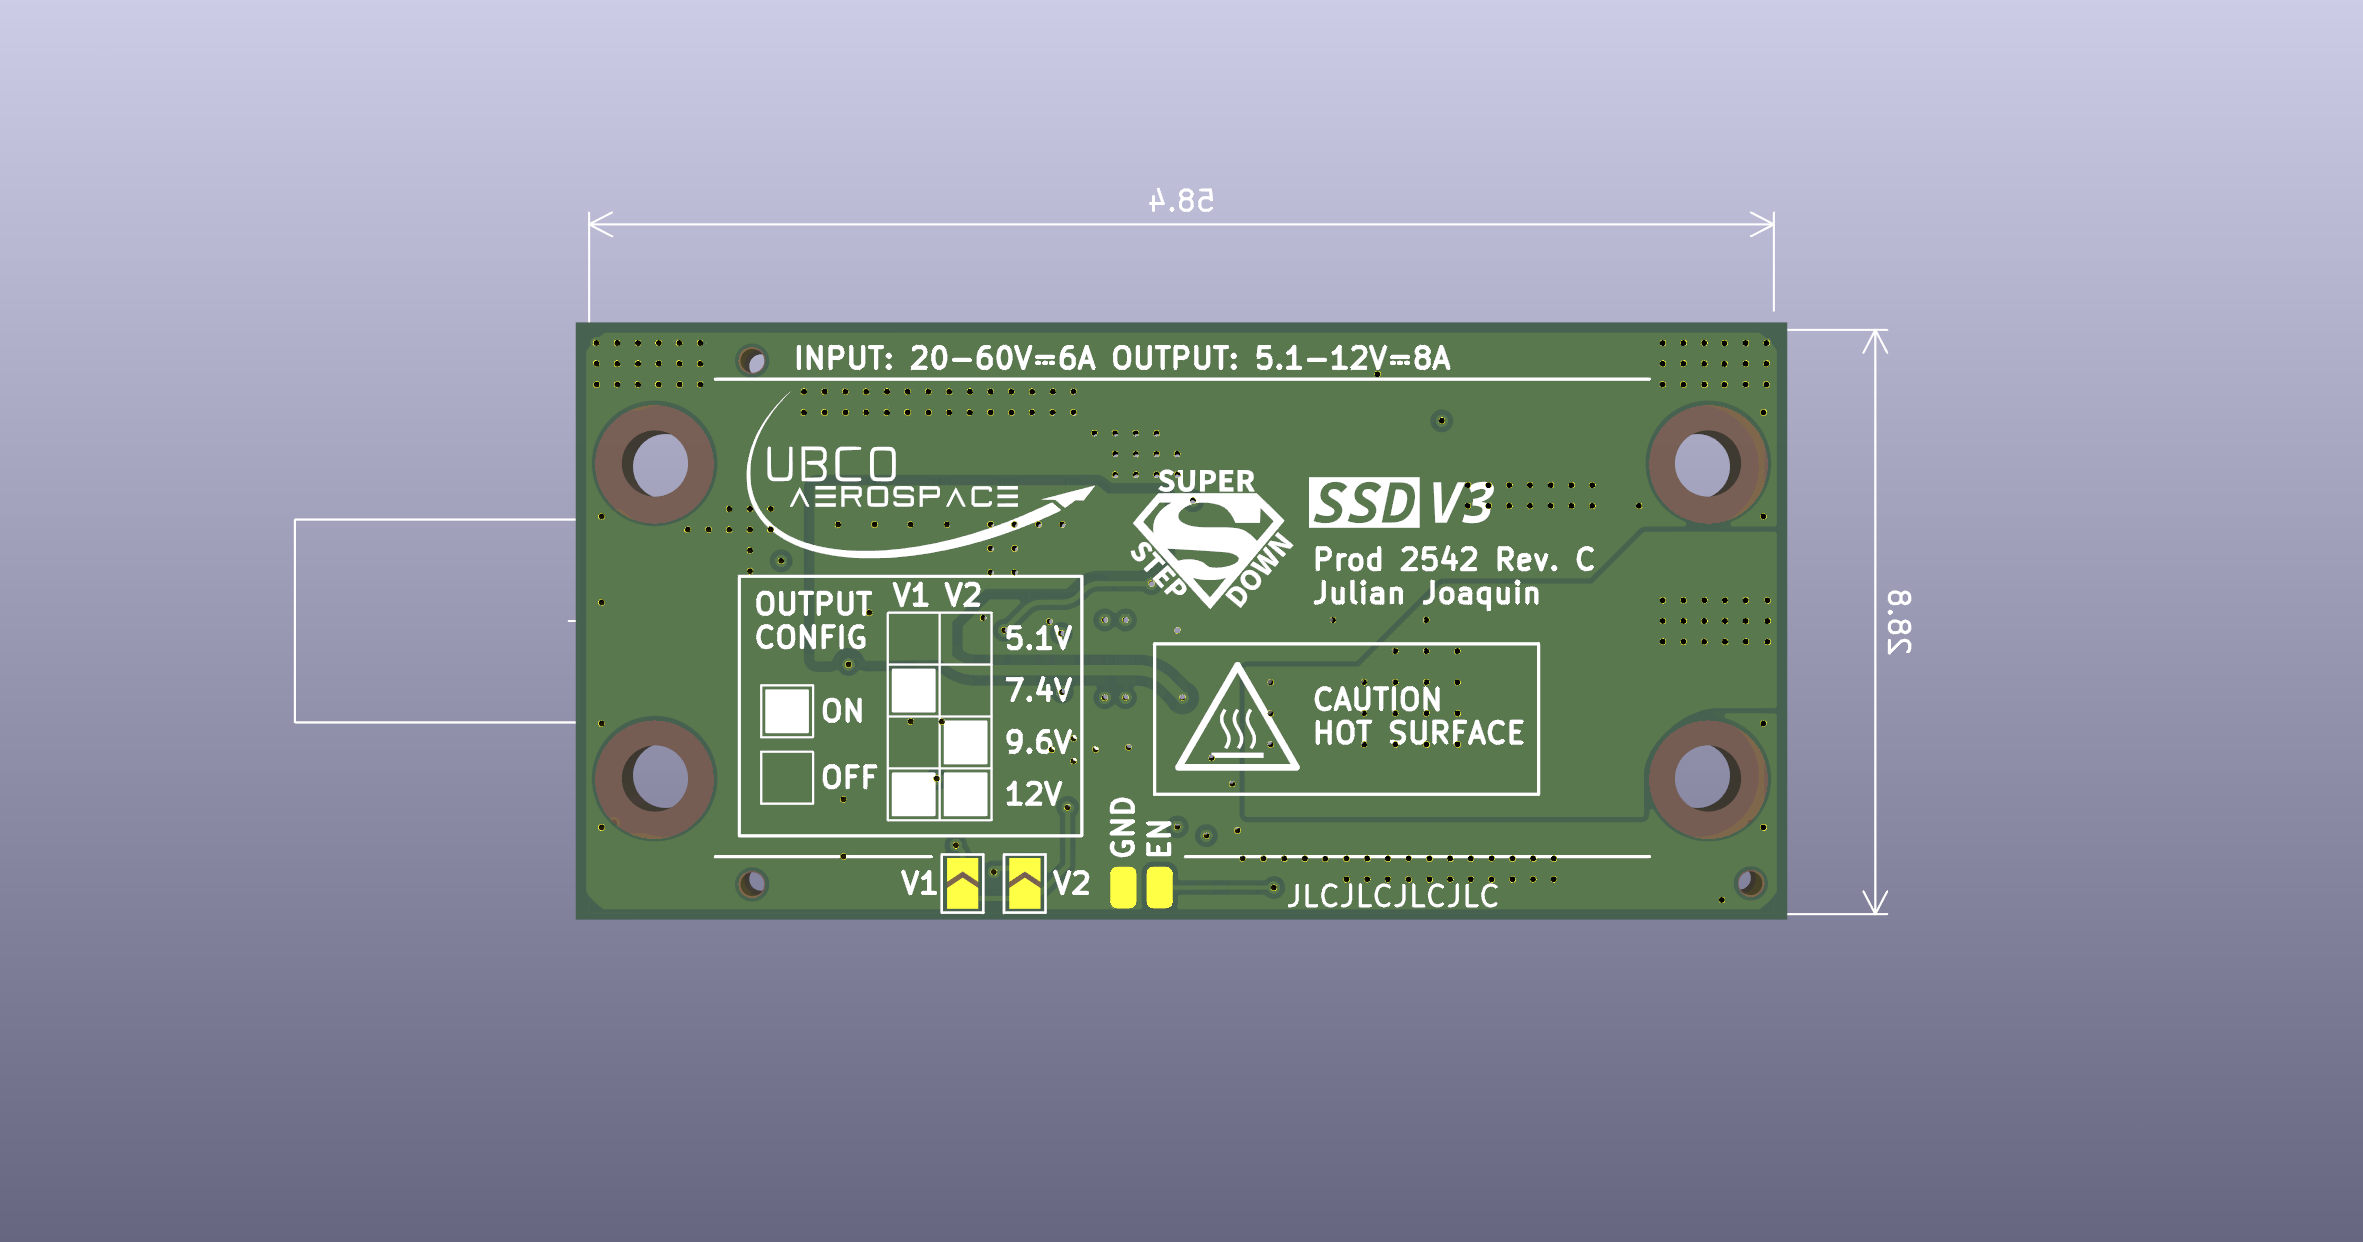 58.4
INPUT: 20-60V⎓6A OUTPUT: 5.1-12V⎓8A
UBCO
AEROSPACE
SUPER
STEP
DOWN
SSD V3
Prod 2542 Rev. C
Julian Joaquin
28.8
OUTPUT
CONFIG
V1 V2
5.1V
7.4V
9.6V
12V
ON
OFF
CAUTION
HOT SURFACE
GND
EN
V1
V2
JLCJLCJLCJLC